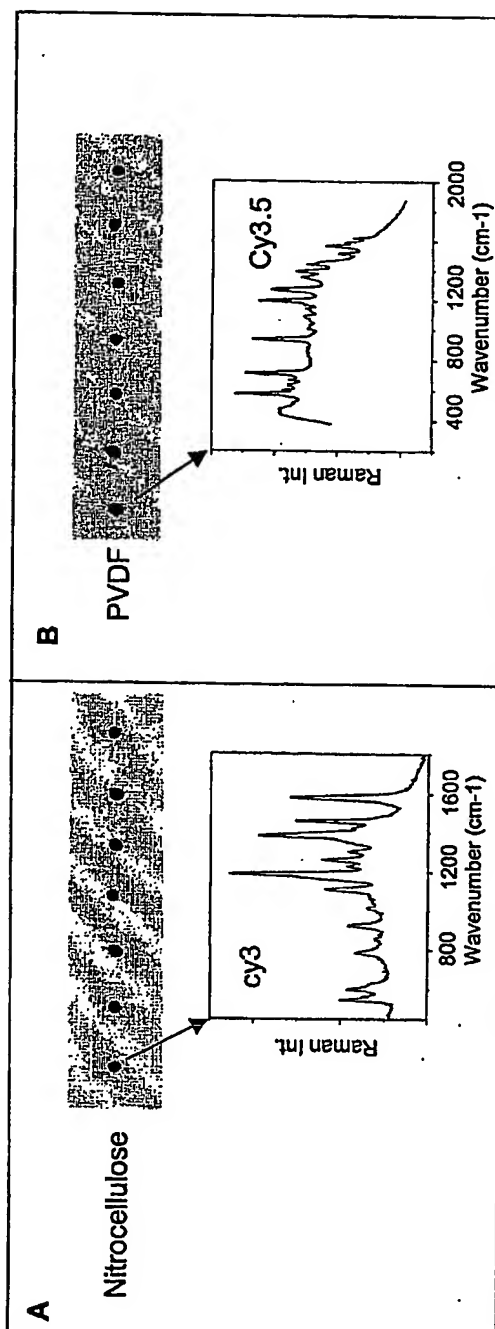 A
Nitrocellulose
cy3
Raman Int.
800
1200
1600
Wavenumber (cm-1)
B
PVDF
Cy3.5
Raman Int.
400
800
1200
2000
Wavenumber (cm-1)